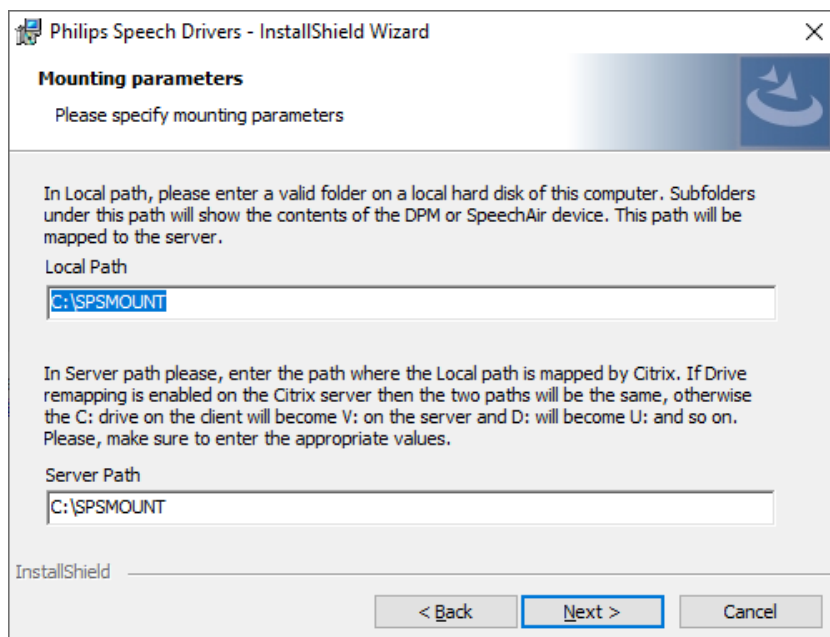 Philips Speech Drivers - InstallShield Wizard
Mounting parameters
Please specify mounting parameters
In Local path, please enter a valid folder on a local hard disk of this computer. Subfolders
under this path will show the contents of the DPM or SpeechAir device. This path will be
mapped to the server.
Local Path
C:\SPSMOUNT
In Server path please, enter the path where the Local path is mapped by Citrix. If Drive
remapping is enabled on the Citrix server then the two paths will be the same, otherwise
the C: drive on the client will become V: on the server and D: will become U: and so on.
Please, make sure to enter the appropriate values.
Server Path
C:\SPSMOUNT
InstallShield
< Back Next > Cancel